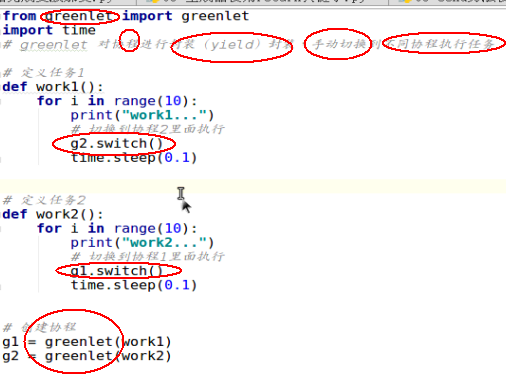 from greenlet import greenlet
import time
# greenlet 对协程进行封装（yield）封装 手动切换到不同协程执行任务
# 定义任务1
def work1():
for i in range(10):
print("work1...")
# 切换到协程2里面执行
g2.switch()
time.sleep(0.1)
# 定义任务2
def work2():
for i in range(10):
print("work2...")
# 切换到协程1里面执行
g1.switch()
time.sleep(0.1)
# 创建协程
g1 = greenlet(work1)
g2 = greenlet(work2)